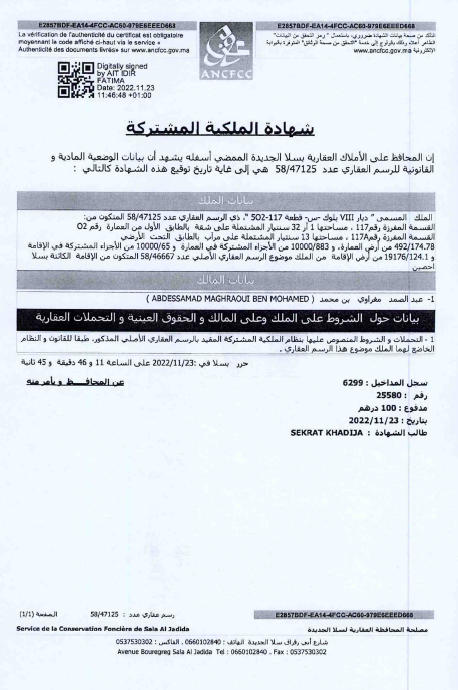 E2857BDF-EA14-4FCC-AC60-979E6EEED668
La vérification de l'authenticité du certificat est obligatoire
moyennant le code affiché ci-haut via le service «
Authenticité des documents livrés» sur www.ancfcc.gov.ma
ANCFCC
E2857BDF-EA14-4FCC-AC60-979E6EEED668
للتأكد من صحة بيانات الشهادة ضروري، باستعمال " رمز التحقق من البيانات"
الظاهر أعلاه وذلك بالولوج إلى خدمة "التحقق من صحة الوثائق" المتوفرة بالبوابة
الإلكترونية www.ancfcc.gov.ma
Digitally signed
by AIT IDIR
FATIMA
Date: 2022.11.23
11:46:48 +01:00
شهادة الملكية المشتركة
إن المحافظ على الأملاك العقارية بسلا الجديدة الممضي أسفله يشهد أن بيانات الوضعية المادية و
القانونية للرسم العقاري عدد 58/47125 هي إلى غاية تاريخ توقيع هذه الشهادة كالتالي :
بيانات الملك
الملك المسمى " ديار VIII بلوك -س- قطعة 117-5O2 "، ذي الرسم العقاري عدد 58/47125 المتكون من:
القسمة المفرزة رقم117 ، مساحتها 1 آر 32 سنتيار المشتملة على شقة بالطابق الأول من العمارة رقم O2
القسمة المفرزة رقم117A ، مساحتها 13 سنتيار المشتملة على مرآب بالطابق التحت الأرضي
و 492/174.78 من أرض العمارة، و 10000/883 من الأجزاء المشتركة في العمارة و 10000/65 من الأجزاء المشتركة في الإقامة
و 19176/124.1 من أرض الإقامة من الملك موضوع الرسم العقاري الأصلي عدد 58/46667 المتكون من الإقامة الكائنة بسلا
احصين
بيانات المالك
1- عبد الصمد مغراوي بن محمد ( ABDESSAMAD MAGHRAOUI BEN MOHAMED )
بيانات حول الشروط على الملك وعلى المالك و الحقوق العينية و التحملات العقارية
1 - التحملات و الشروط المنصوص عليها بنظام الملكية المشتركة المقيد بالرسم العقاري الأصلي المذكور، طبقا للقانون و النظام
الخاضع لهما الملك موضوع هذا الرسم العقاري .
حرر بسلا في :2022/11/23 على الساعة 11 و 46 دقيقة و 45 ثانية
عن المحافظ و بأمر منه
سجل المداخيل : 6299
رقم : 25580
مدفوع : 100 درهم
بتاريخ : 2022/11/23
طالب الشهادة : SEKRAT KHADIJA
E2857BDF-EA14-4FCC-AC60-979E6EEED668
رسم عقاري عدد : 58/47125
الصفحة (1/1)
مصلحة المحافظة العقارية لسلا الجديدة
Service de la Conservation Foncière de Sala Al Jadida
شارع أبي رقراق سلا الجديدة الهاتف : 0660102840 . الفاكس : 0537530302
Avenue Bouregreg Sala Al Jadida Tel : 0660102840 .. Fax : 0537530302